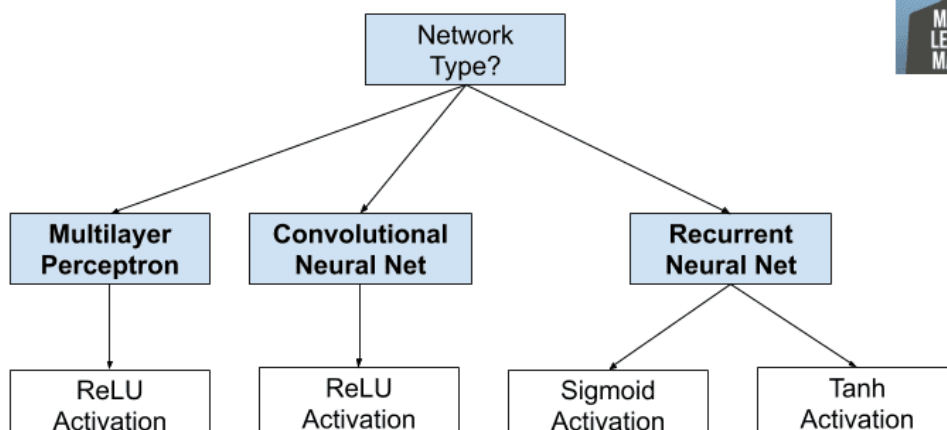 Network
Type?
Multilayer
Perceptron
Convolutional
Neural Net
Recurrent
Neural Net
ReLU
Activation
ReLU
Activation
Sigmoid
Activation
Tanh
Activation